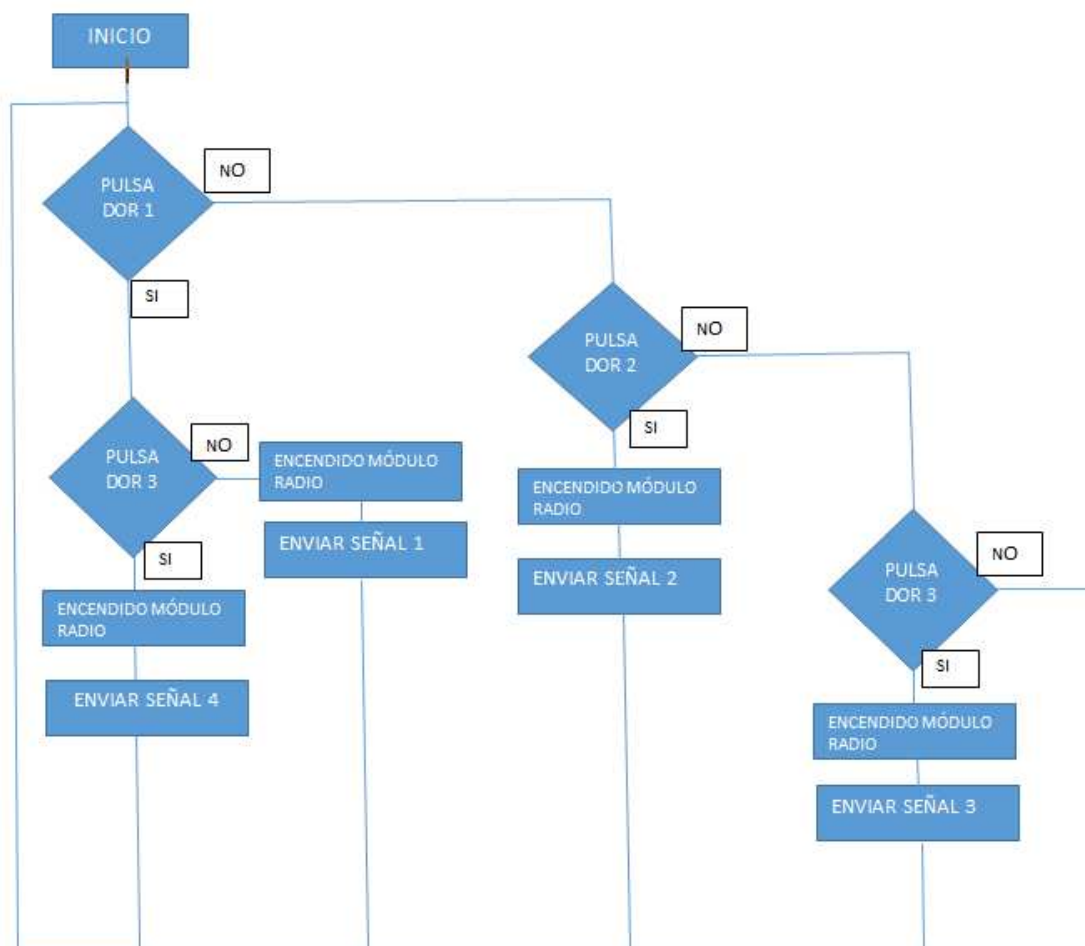 INICIO
PULSA
DOR 1
NO
SI
PULSA
DOR 2
NO
SI
PULSA
DOR 3
NO
SI
ENCENDIDO MÓDULO
RADIO
ENVIAR SEÑAL 1
ENCENDIDO MÓDULO
RADIO
ENVIAR SEÑAL 4
ENCENDIDO MÓDULO
RADIO
ENVIAR SEÑAL 2
PULSA
DOR 3
NO
SI
ENCENDIDO MÓDULO
RADIO
ENVIAR SEÑAL 3